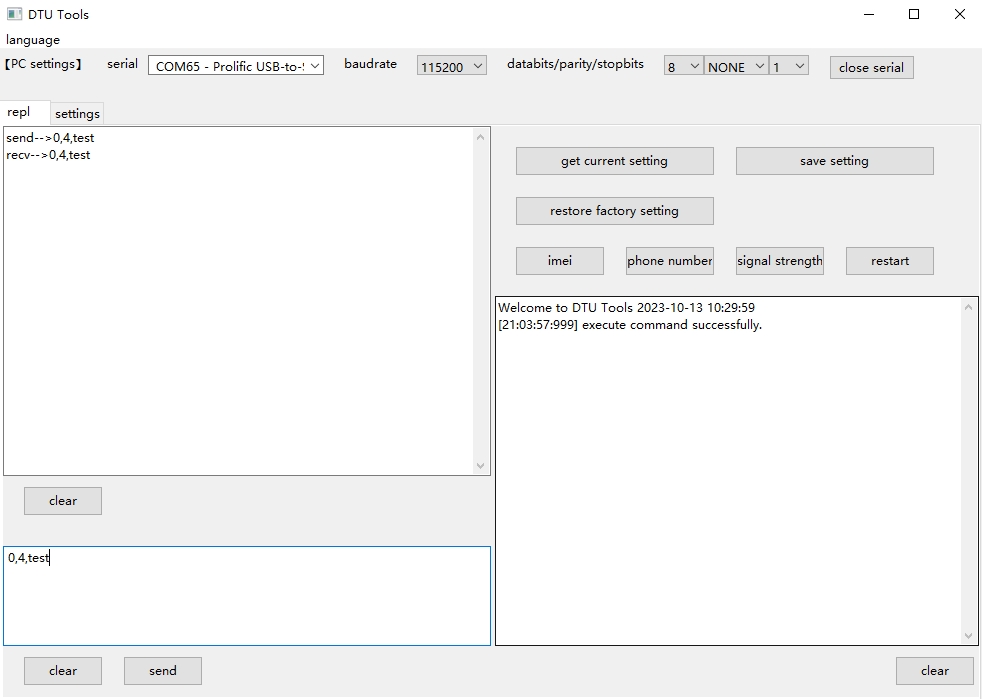 DTU Tools
language
【PC settings】 serial COM65 - Prolific USB-to-S baudrate 115200 databits/parity/stopbits 8 NONE 1 close serial
repl settings
send-->0,4,test
recv-->0,4,test
get current setting save setting
restore factory setting
imei phone number signal strength restart
Welcome to DTU Tools 2023-10-13 10:29:59
[21:03:57:999] execute command successfully.
clear
0,4,test
clear send clear